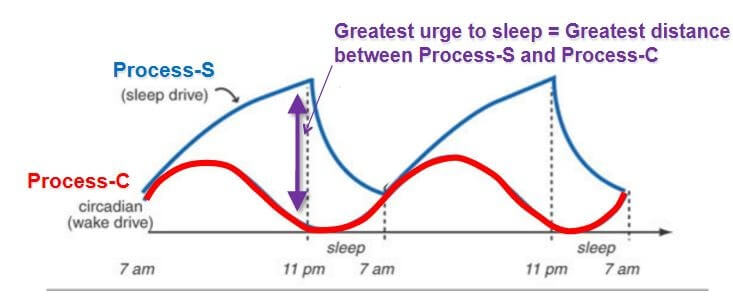 Greatest urge to sleep = Greatest distance
between Process-S and Process-C
Process-S
(sleep drive)
Process-C
circadian
(wake drive)
sleep
sleep
7 am
11 pm
7 am
11 pm
7 am